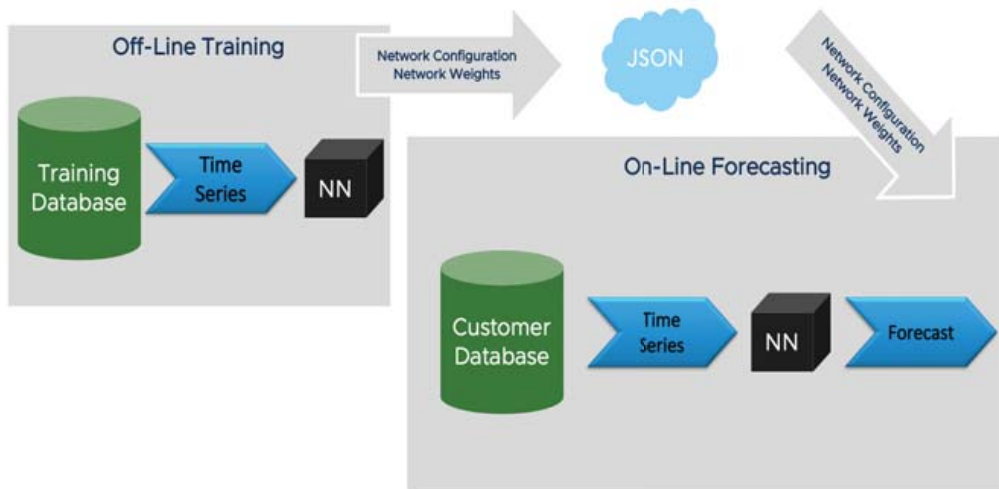 Off-Line Training
Network Configuration
Network Weights
JSON
Network Configuration
Network Weights
Training
Database
Time
Series
NN
On-Line Forecasting
Customer
Database
Time
Series
NN
Forecast